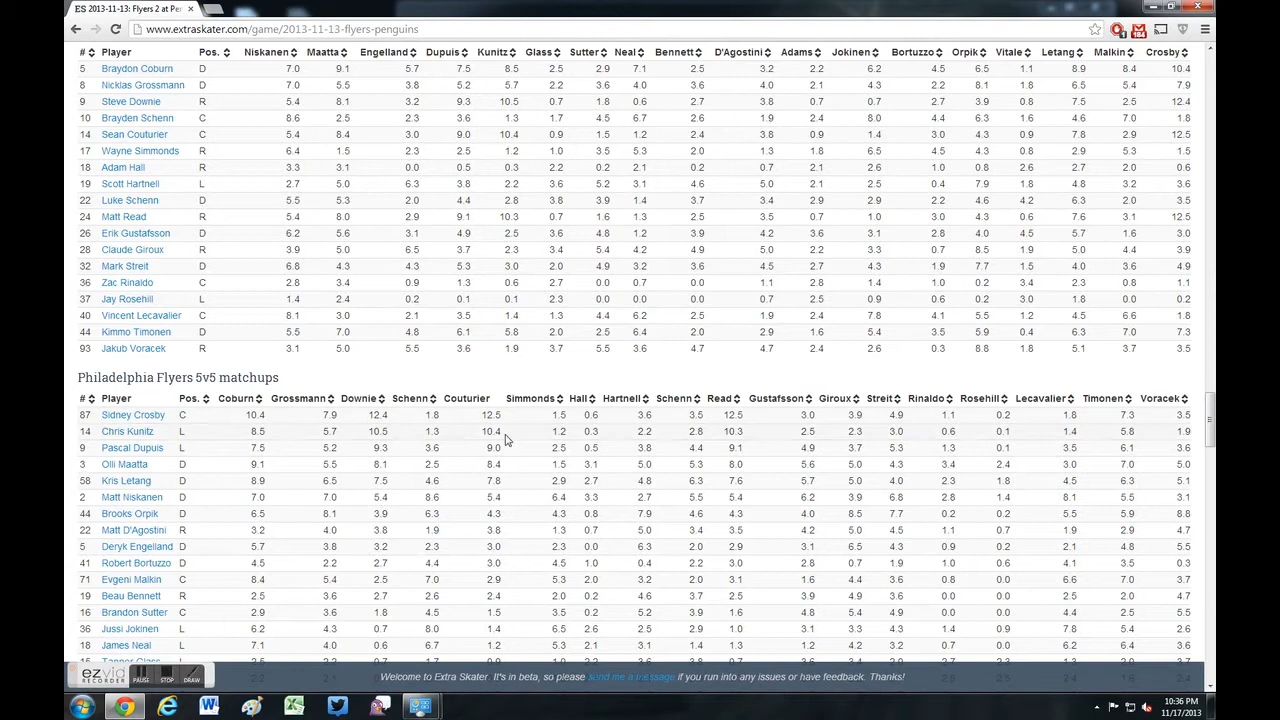 ES 2013-11-13: Flyers 2 at Pen ×
www.extraskater.com/game/2013-11-13-flyers-penguins
# Player Pos. Niskanen Maatta Engelland Dupuis Kunitz Glass Sutter Neal Bennett D'Agostini Adams Jokinen Bortuzzo Orpik Vitale Letang Malkin Crosby
5 Braydon Coburn D 7.0 9.1 5.7 7.5 8.5 2.5 2.9 7.1 2.5 3.2 2.2 6.2 4.5 6.5 1.1 8.9 8.4 10.4
8 Nicklas Grossmann D 7.0 5.5 3.8 5.2 5.7 2.2 3.6 4.0 3.6 4.0 2.1 4.3 2.2 8.1 1.8 6.5 5.4 7.9
9 Steve Downie R 5.4 8.1 3.2 9.3 10.5 0.7 1.8 0.6 2.7 3.8 0.7 0.7 2.7 3.9 0.8 7.5 2.5 12.4
10 Brayden Schenn C 8.6 2.5 2.3 3.6 1.3 1.7 4.5 6.7 2.6 1.9 2.4 8.0 4.4 6.3 1.6 4.6 7.0 1.8
14 Sean Couturier C 5.4 8.4 3.0 9.0 10.4 0.9 1.5 1.2 2.4 3.8 0.9 1.4 3.0 4.3 0.9 7.8 2.9 12.5
17 Wayne Simmonds R 6.4 1.5 2.3 2.5 1.2 1.0 3.5 5.3 2.0 1.3 1.8 6.5 4.5 4.3 0.8 2.9 5.3 1.5
18 Adam Hall R 3.3 3.1 0.0 0.5 0.3 2.2 0.2 2.1 0.2 0.7 2.1 2.6 1.0 0.8 2.6 2.7 2.0 0.6
19 Scott Hartnell L 2.7 5.0 6.3 3.8 2.2 3.6 5.2 3.1 4.6 5.0 2.1 2.5 0.4 7.9 1.8 4.8 3.2 3.6
22 Luke Schenn D 5.5 5.3 2.0 4.4 2.8 3.8 3.9 1.4 3.7 3.4 2.9 2.9 2.2 4.6 4.2 6.3 2.0 3.5
24 Matt Read R 5.4 8.0 2.9 9.1 10.3 0.7 1.6 1.3 2.5 3.5 0.7 1.0 3.0 4.3 0.6 7.6 3.1 12.5
26 Erik Gustafsson D 6.2 5.6 3.1 4.9 2.5 3.6 4.8 1.2 3.9 4.2 3.6 3.1 2.8 4.0 4.5 5.7 1.6 3.0
28 Claude Giroux R 3.9 5.0 6.5 3.7 2.3 3.4 5.4 4.2 4.9 5.0 2.2 3.3 0.7 8.5 1.9 5.0 4.4 3.9
32 Mark Streit D 6.8 4.3 4.3 5.3 3.0 2.0 4.9 3.2 3.6 4.5 2.7 4.3 1.9 7.7 1.5 4.0 3.6 4.9
36 Zac Rinaldo C 2.8 3.4 0.9 1.3 0.6 2.7 0.0 0.7 0.2 1.1 2.8 1.4 1.0 0.2 3.4 2.3 0.8 1.1
37 Jay Rosehill L 1.4 2.4 0.2 0.1 0.1 2.3 0.0 0.0 0.0 0.7 2.5 0.9 0.6 0.2 3.0 1.8 0.0 0.2
40 Vincent Lecavalier C 8.1 3.0 2.1 3.5 1.4 1.3 4.4 6.2 2.5 1.9 2.4 7.8 4.1 5.5 1.2 4.5 6.6 1.8
44 Kimmo Timonen D 5.5 7.0 4.8 6.1 5.8 2.0 2.5 6.4 2.0 2.9 1.6 5.4 3.5 5.9 0.4 6.3 7.0 7.3
93 Jakub Voracek R 3.1 5.0 5.5 3.6 1.9 3.7 5.5 3.6 4.7 4.7 2.4 2.6 0.3 8.8 1.8 5.1 3.7 3.5
Philadelphia Flyers 5v5 matchups
# Player Pos. Coburn Grossmann Downie Schenn Couturier Simmonds Hall Hartnell Schenn Read Gustafsson Giroux Streit Rinaldo Rosehill Lecavalier Timonen Voracek
87 Sidney Crosby C 10.4 7.9 12.4 1.8 12.5 1.5 0.6 3.6 3.5 12.5 3.0 3.9 4.9 1.1 0.2 1.8 7.3 3.5
14 Chris Kunitz L 8.5 5.7 10.5 1.3 10.4 1.2 0.3 2.2 2.8 10.3 2.5 2.3 3.0 0.6 0.1 1.4 5.8 1.9
9 Pascal Dupuis L 7.5 5.2 9.3 3.6 9.0 2.5 0.5 3.8 4.4 9.1 4.9 3.7 5.3 1.3 0.1 3.5 6.1 3.6
3 Olli Maatta D 9.1 5.5 8.1 2.5 8.4 1.5 3.1 5.0 5.3 8.0 5.6 5.0 4.3 3.4 2.4 3.0 7.0 5.0
58 Kris Letang D 8.9 6.5 7.5 4.6 7.8 2.9 2.7 4.8 6.3 7.6 5.7 5.0 4.0 2.3 1.8 4.5 6.3 5.1
2 Matt Niskanen D 7.0 7.0 5.4 8.6 5.4 6.4 3.3 2.7 5.5 5.4 6.2 3.9 6.8 2.8 1.4 8.1 5.5 3.1
44 Brooks Orpik D 6.5 8.1 3.9 6.3 4.3 4.3 0.8 7.9 4.6 4.3 4.0 8.5 7.7 0.2 0.2 5.5 5.9 8.8
22 Matt D'Agostini R 3.2 4.0 3.8 1.9 3.8 1.3 0.7 5.0 3.4 3.5 4.2 5.0 4.5 1.1 0.7 1.9 2.9 4.7
5 Deryk Engelland D 5.7 3.8 3.2 2.3 3.0 2.3 0.0 6.3 2.0 2.9 3.1 6.5 4.3 0.9 0.2 2.1 4.8 5.5
41 Robert Bortuzzo D 4.5 2.2 2.7 4.4 3.0 4.5 1.0 0.4 2.2 3.0 2.8 0.7 1.9 1.0 0.6 4.1 3.5 0.3
71 Evgeni Malkin C 8.4 5.4 2.5 7.0 2.9 5.3 2.0 3.2 2.0 3.1 1.6 4.4 3.6 0.8 0.0 6.6 7.0 3.7
19 Beau Bennett R 2.5 3.6 2.7 2.6 2.4 2.0 0.2 4.6 3.7 2.5 3.9 4.9 3.6 0.2 0.0 2.5 2.0 4.7
16 Brandon Sutter C 2.9 3.6 1.8 4.5 1.5 3.5 0.2 5.2 3.9 1.6 4.8 5.4 4.9 0.0 0.0 4.4 2.5 5.5
36 Jussi Jokinen L 6.2 4.3 0.7 8.0 1.4 6.5 2.6 2.5 2.9 1.0 3.1 3.3 4.3 1.4 0.9 7.8 5.4 2.6
18 James Neal L 7.1 4.0 0.6 6.7 1.2 5.3 2.1 3.1 1.4 1.3 1.2 4.2 3.2 0.7 0.0 6.2 6.4 3.6
ezvid
RECORDER
PAUSE STOP DRAW
Welcome to Extra Skater. It's in beta, so please send me a message if you run into any issues or have feedback. Thanks!
10:36 PM
11/17/2013